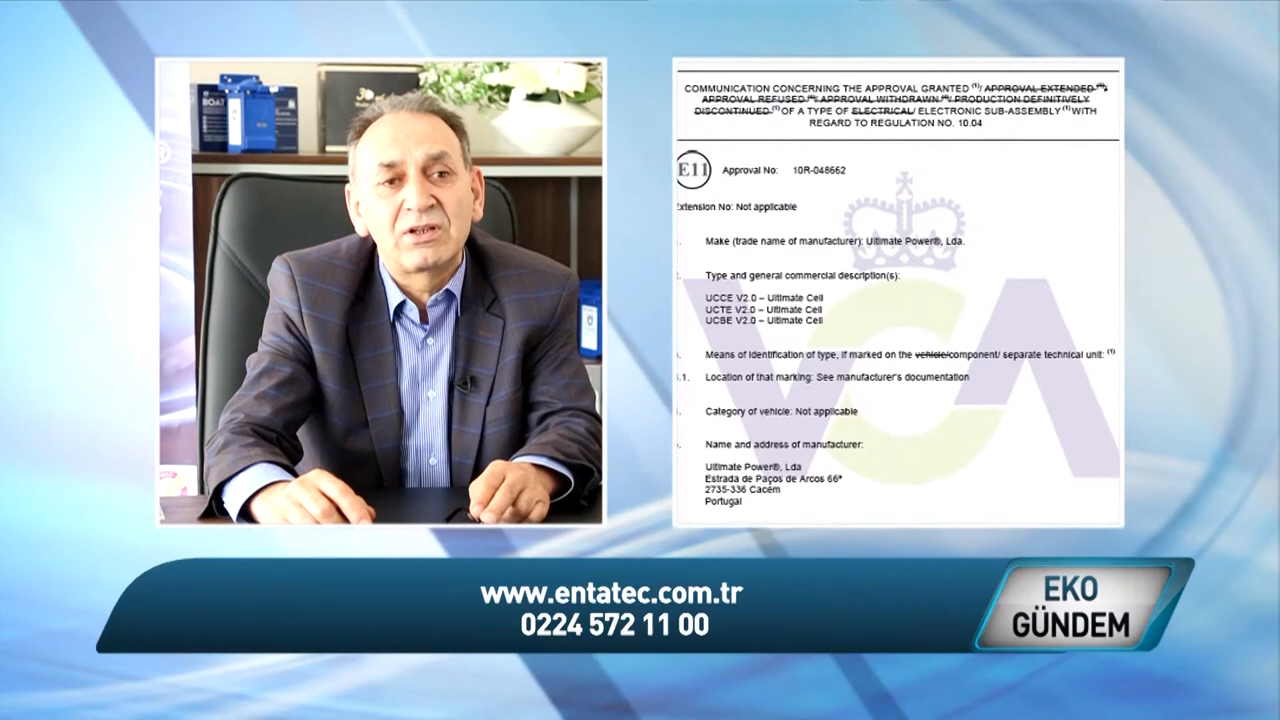 BOAT
30
COMMUNICATION CONCERNING THE APPROVAL GRANTED (1)/ APPROVAL EXTENDED (1)/
APPROVAL REFUSED (1)/ APPROVAL WITHDRAWN (1)/ PRODUCTION DEFINITIVELY
DISCONTINUED (1) OF A TYPE OF ELECTRICAL/ ELECTRONIC SUB-ASSEMBLY (1) WITH
REGARD TO REGULATION NO. 10.04
E11
Approval No: 10R-048662
Extension No: Not applicable
Make (trade name of manufacturer): Ultimate Power®, Lda.
Type and general commercial description(s):
UCCE V2.0 – Ultimate Cell
UCTE V2.0 – Ultimate Cell
UCBE V2.0 – Ultimate Cell
Means of identification of type, if marked on the vehicle/component/ separate technical unit: (1)
.1. Location of that marking: See manufacturer's documentation
Category of vehicle: Not applicable
Name and address of manufacturer:
Ultimate Power®, Lda
Estrada de Paços de Arcos 66ª
2735-336 Cacém
Portugal
VCA
www.entatec.com.tr
0224 572 11 00
EKO
GÜNDEM